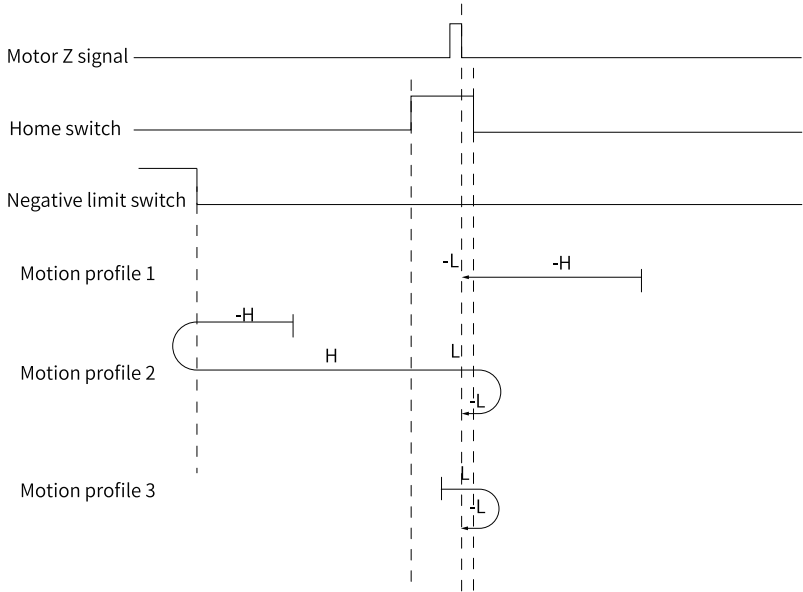 Motor Z signal
Home switch
Negative limit switch
-L
-H
Motion profile 1
-H
H
L
Motion profile 2
-L
L
Motion profile 3
-L